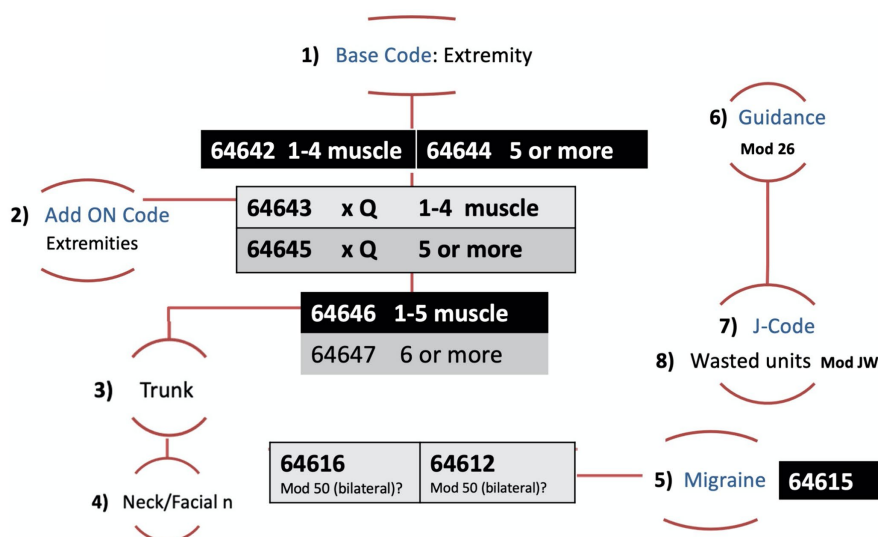 1) Base Code: Extremity
64642 1-4 muscle 64644 5 or more
2) Add ON Code
Extremities
64643 x Q 1-4 muscle
64645 x Q 5 or more
64646 1-5 muscle
64647 6 or more
3) Trunk
4) Neck/Facial n
64616
Mod 50 (bilateral)?
64612
Mod 50 (bilateral)?
5) Migraine 64615
6) Guidance
Mod 26
7) J-Code
8) Wasted units Mod JW